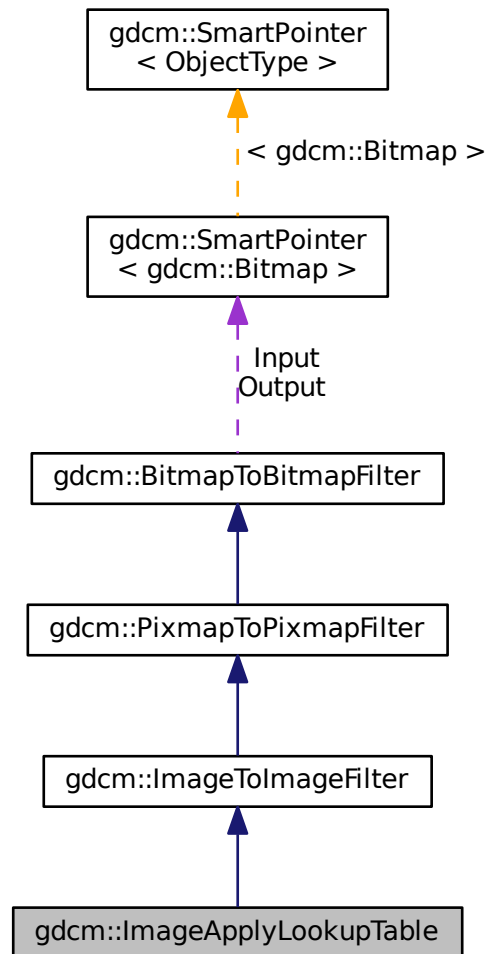 gdcm::SmartPointer
< ObjectType >
< gdcm::Bitmap >
gdcm::SmartPointer
< gdcm::Bitmap >
Input
Output
gdcm::BitmapToBitmapFilter
gdcm::PixmapToPixmapFilter
gdcm::ImageToImageFilter
gdcm::ImageApplyLookupTable